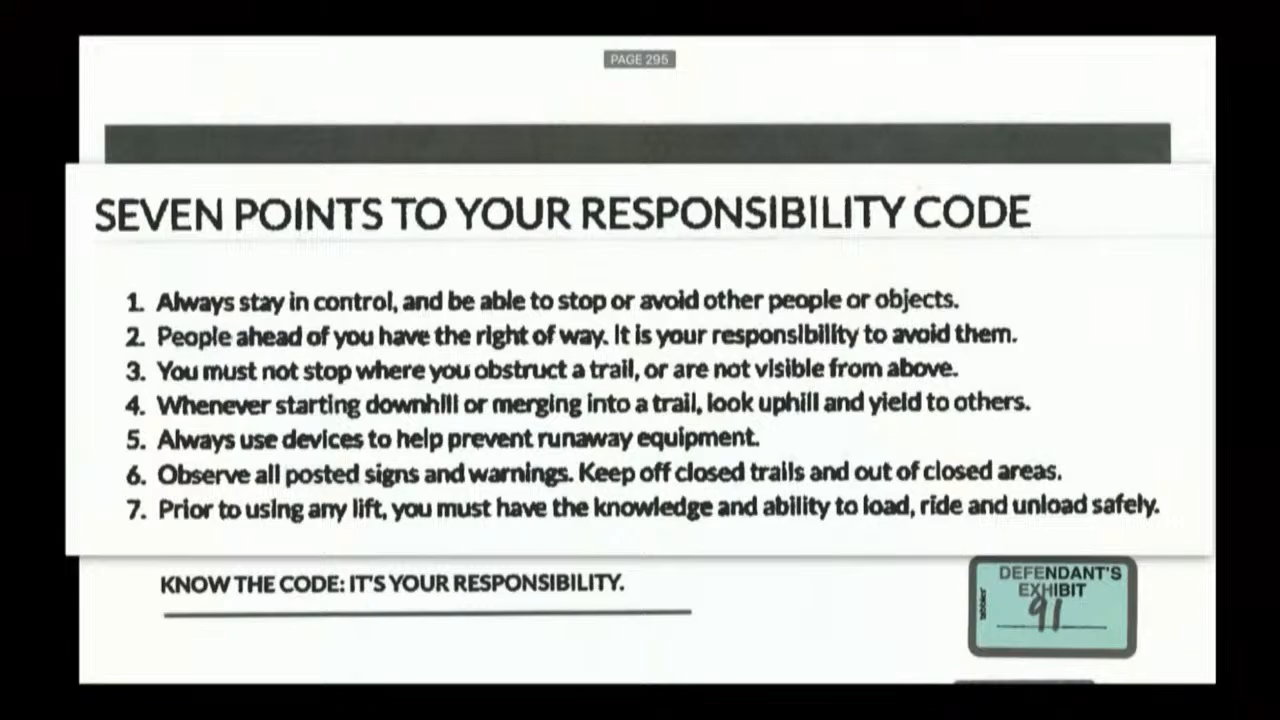 PAGE 295
SEVEN POINTS TO YOUR RESPONSIBILITY CODE
1. Always stay in control, and be able to stop or avoid other people or objects.
2. People ahead of you have the right of way. It is your responsibility to avoid them.
3. You must not stop where you obstruct a trail, or are not visible from above.
4. Whenever starting downhill or merging into a trail, look uphill and yield to others.
5. Always use devices to help prevent runaway equipment.
6. Observe all posted signs and warnings. Keep off closed trails and out of closed areas.
7. Prior to using any lift, you must have the knowledge and ability to load, ride and unload safely.
KNOW THE CODE: IT'S YOUR RESPONSIBILITY.
DEFENDANT'S
EXHIBIT
91